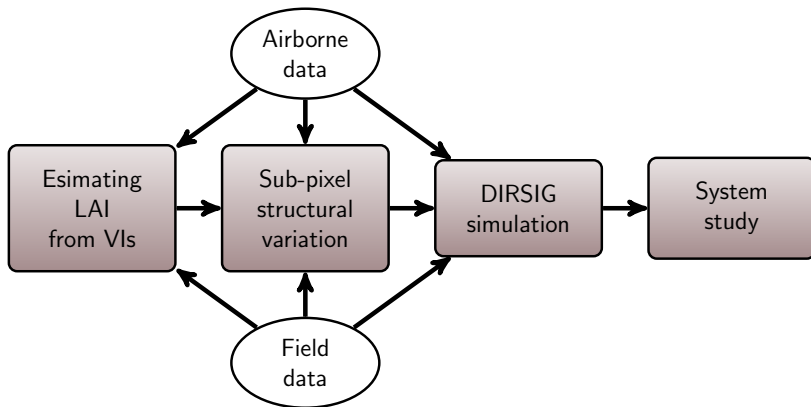 Airborne
data
Esimating
LAI
from VIs
Sub-pixel
structural
variation
DIRSIG
simulation
System
study
Field
data